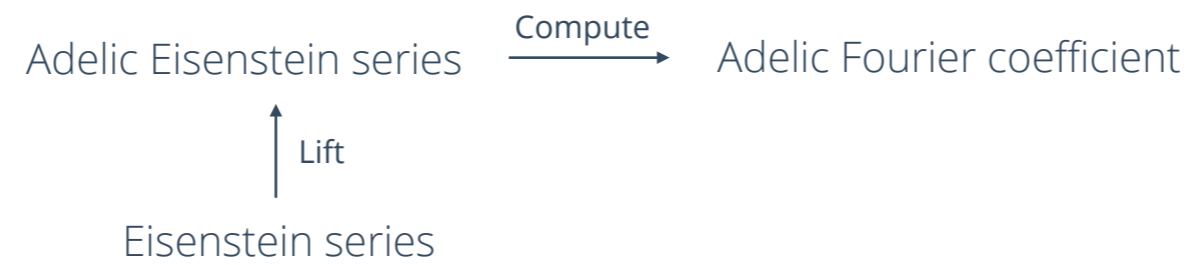 Compute
Adelic Eisenstein series
Adelic Fourier coefficient
Lift
Eisenstein series